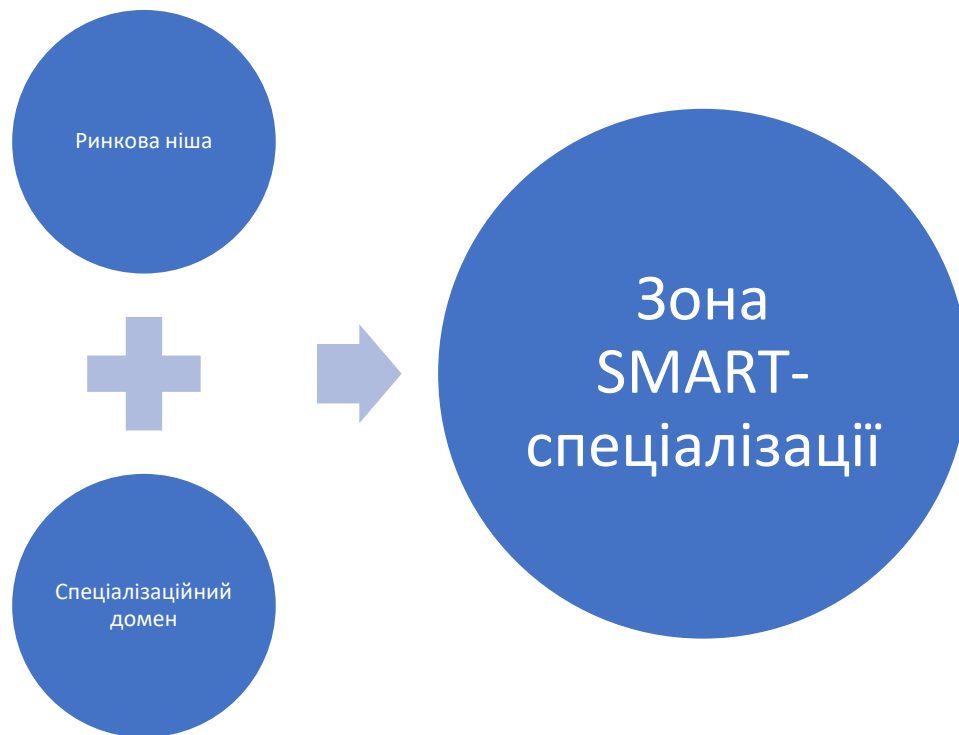 Ринкова ніша
Спеціалізаційний
домен
Зона
SMART-
спеціалізації